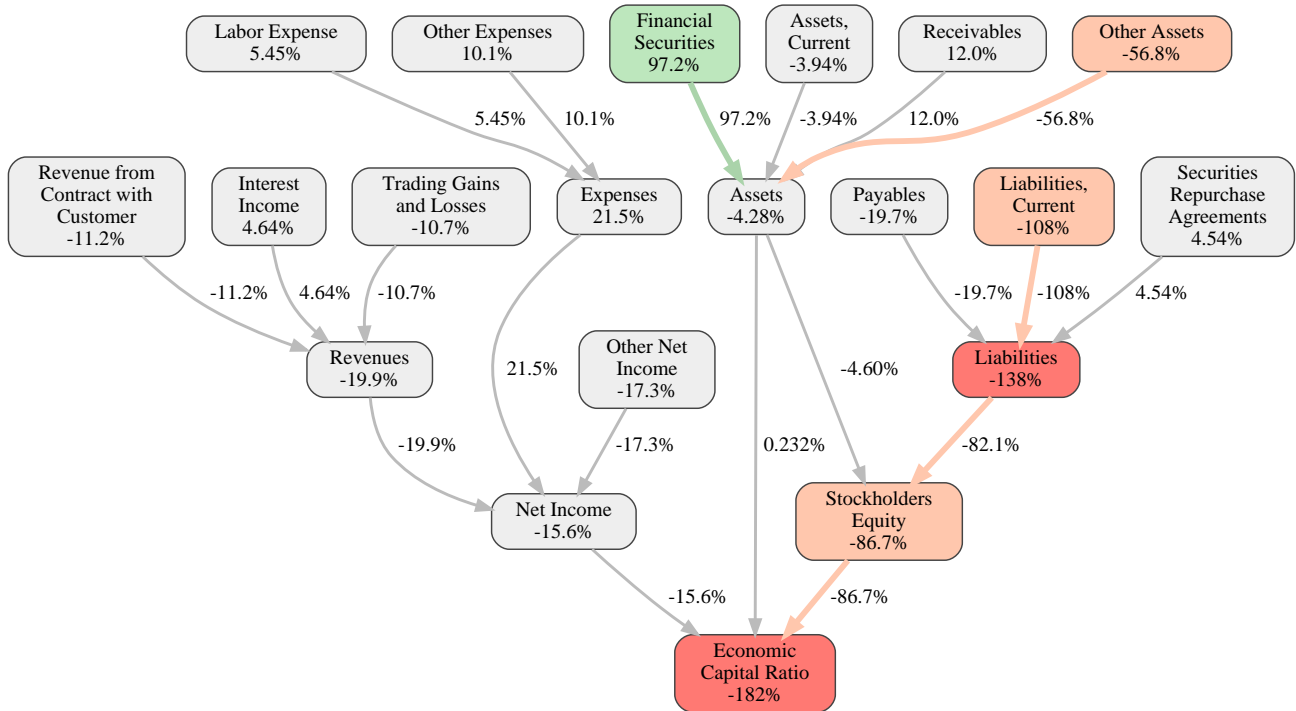 Labor Expense
5.45%
Other Expenses
10.1%
Financial
Securities
97.2%
Assets,
Current
-3.94%
Receivables
12.0%
Other Assets
-56.8%
5.45%
10.1%
97.2%
-3.94%
12.0%
-56.8%
Revenue from
Contract with
Customer
-11.2%
Interest
Income
4.64%
Trading Gains
and Losses
-10.7%
Expenses
21.5%
Assets
-4.28%
Payables
-19.7%
Liabilities,
Current
-108%
Securities
Repurchase
Agreements
4.54%
-11.2%
4.64%
-10.7%
-19.7%
-108%
4.54%
Revenues
-19.9%
21.5%
Other Net
Income
-17.3%
-4.60%
Liabilities
-138%
-19.9%
-17.3%
0.232%
-82.1%
Net Income
-15.6%
Stockholders
Equity
-86.7%
-15.6%
-86.7%
Economic
Capital Ratio
-182%